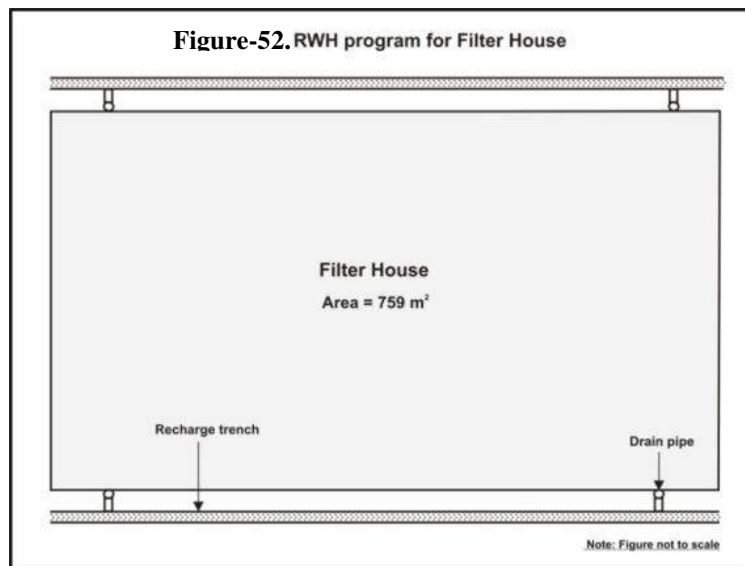 Figure-52. RWH program for Filter House
Filter House
Area = 759 m²
Recharge trench
Drain pipe
Note: Figure not to scale